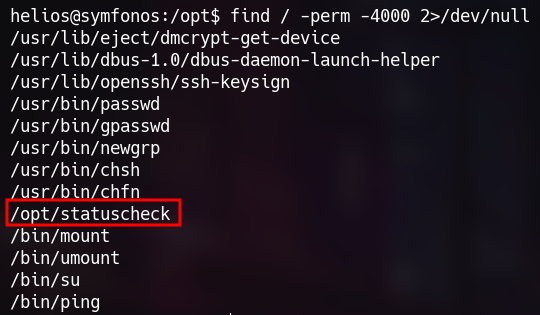 helios@symfonos:/opt$ find / -perm -4000 2>/dev/null
/usr/lib/eject/dmcrypt-get-device
/usr/lib/dbus-1.0/dbus-daemon-launch-helper
/usr/lib/openssh/ssh-keysign
/usr/bin/passwd
/usr/bin/gpasswd
/usr/bin/newgrp
/usr/bin/chsh
/usr/bin/chfn
/opt/statuscheck
/bin/mount
/bin/umount
/bin/su
/bin/ping